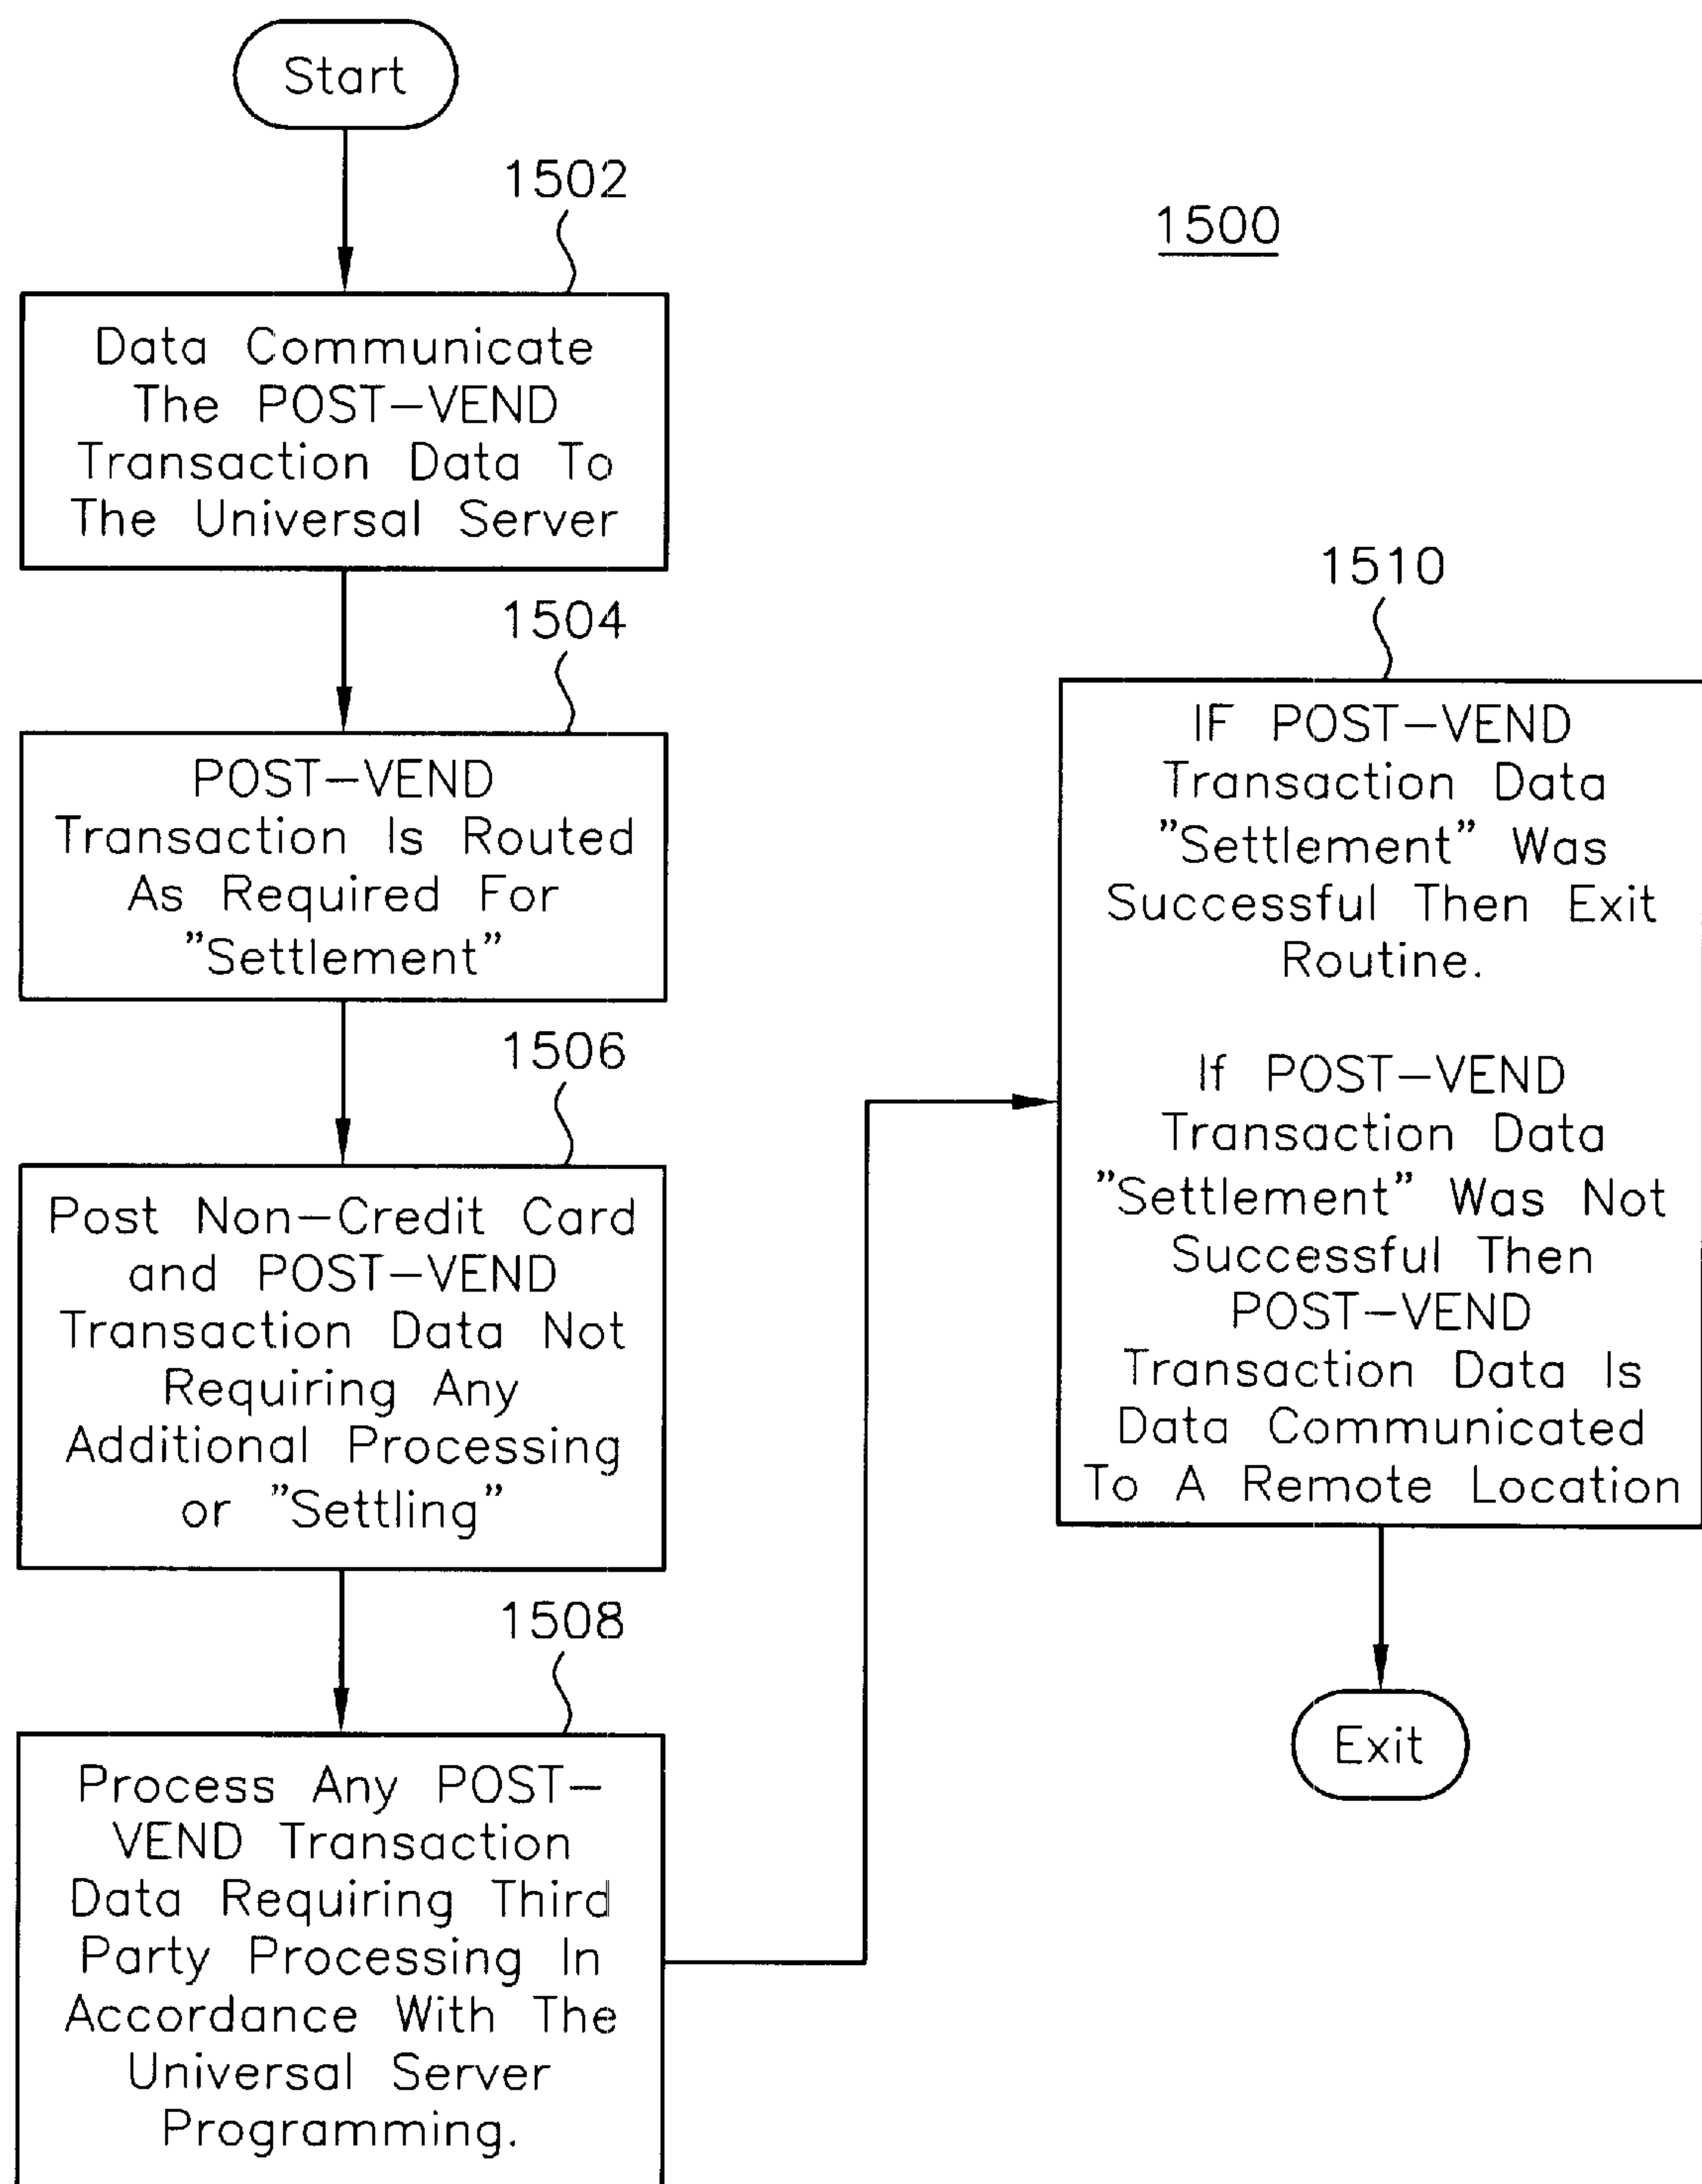 Start
1502
1500
Data Communicate
The POST-VEND
Transaction Data To
The Universal Server
1504
POST-VEND
Transaction Is Routed
As Required For
"Settlement"
1506
Post Non-Credit Card
and POST-VEND
Transaction Data Not
Requiring Any
Additional Processing
or "Settling"
1508
Process Any POST-
VEND Transaction
Data Requiring Third
Party Processing In
Accordance With The
Universal Server
Programming.
1510
IF POST-VEND
Transaction Data
"Settlement" Was
Successful Then Exit
Routine.
If POST-VEND
Transaction Data
"Settlement" Was Not
Successful Then
POST-VEND
Transaction Data Is
Data Communicated
To A Remote Location
Exit